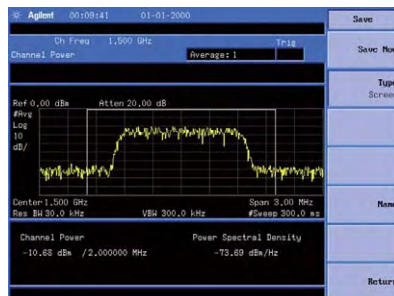 Agilent 00:09:41 01-01-2000
Save
Ch Freq 1.500 GHz Trig
Channel Power Average: 1
Save Now
Type
Screen
Ref 0.00 dBm Atten 20.00 dB
#Avg
Log
10
dB/
Center 1.500 GHz Span 3.00 MHz
Res BW 30.0 kHz VBW 300.0 kHz #Sweep 300.0 ms
Name
Channel Power Power Spectral Density
-10.68 dBm /2.000000 MHz -73.69 dBm/Hz
Return